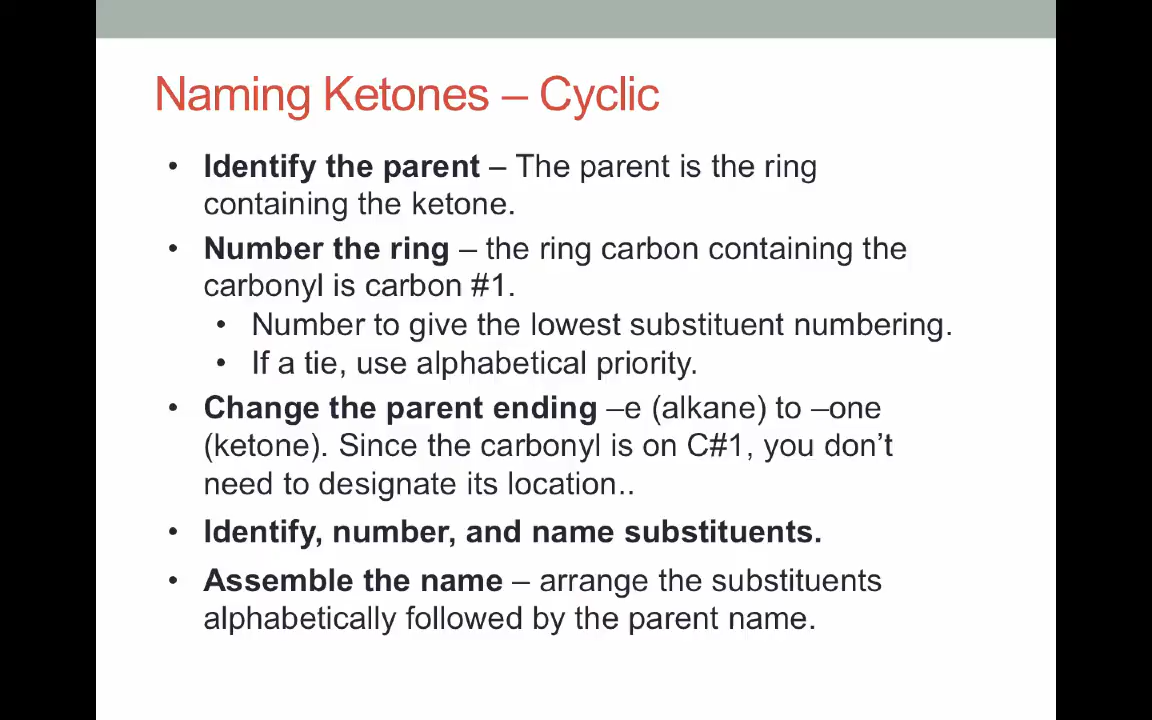 Naming Ketones – Cyclic
• Identify the parent – The parent is the ring
containing the ketone.
• Number the ring – the ring carbon containing the
carbonyl is carbon #1.
• Number to give the lowest substituent numbering.
• If a tie, use alphabetical priority.
• Change the parent ending –e (alkane) to –one
(ketone). Since the carbonyl is on C#1, you don’t
need to designate its location..
• Identify, number, and name substituents.
• Assemble the name – arrange the substituents
alphabetically followed by the parent name.